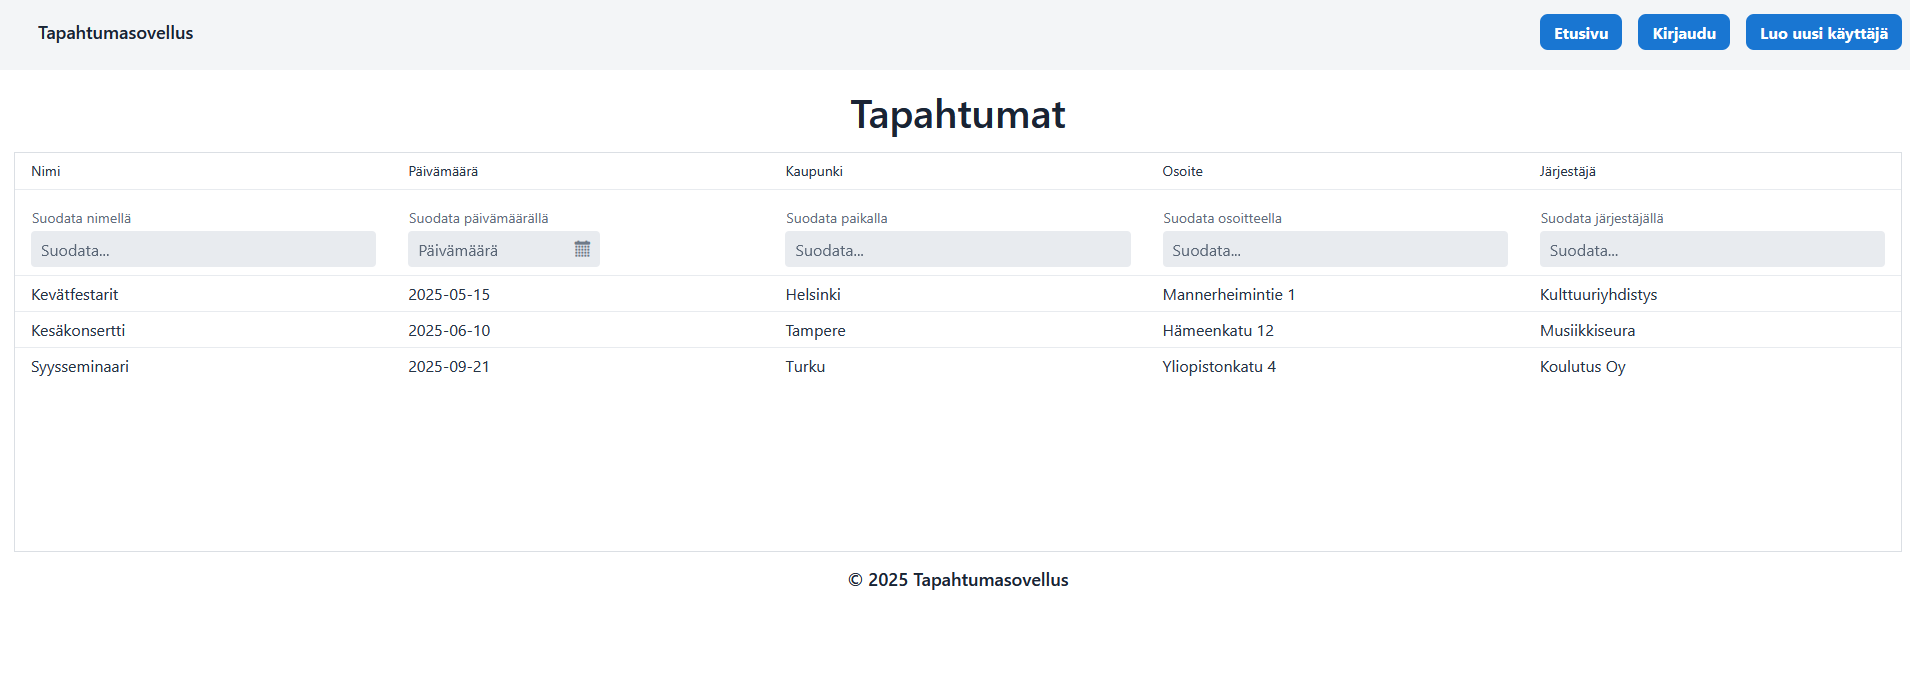 Tapahtumasovellus Etusivu Kirjaudu Luo uusi käyttäjä
Tapahtumat
Nimi Päivämäärä Kaupunki Osoite Järjestäjä
Suodata nimellä Suodata päivämäärällä Suodata paikalla Suodata osoitteella Suodata järjestäjällä
Suodata... Päivämäärä Suodata... Suodata... Suodata...
Kevätfestarit 2025-05-15 Helsinki Mannerheimintie 1 Kulttuuriyhdistys
Kesäkonsertti 2025-06-10 Tampere Hämeenkatu 12 Musiikkiseura
Syysseminaari 2025-09-21 Turku Yliopistonkatu 4 Koulutus Oy
© 2025 Tapahtumasovellus